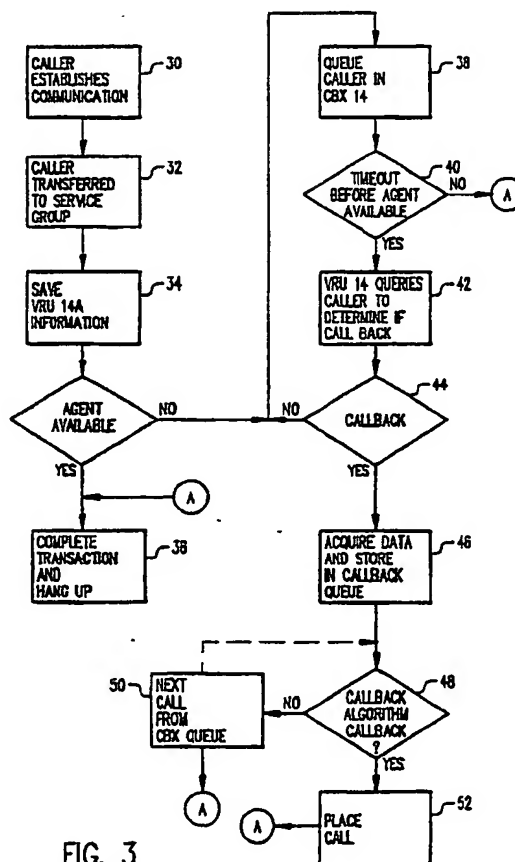 CALLER
ESTABLISHES
COMMUNICATION
30
CALLER
TRANSFERRED
TO SERVICE
GROUP
32
SAVE
VRU 14A
INFORMATION
34
AGENT
AVAILABLE
NO
YES
A
COMPLETE
TRANSACTION
AND
HANG UP
36
QUEUE
CALLER IN
CBX 14
38
TIMEOUT
BEFORE AGENT
AVAILABLE
40
NO
A
YES
VRU 14 QUERIES
CALLER TO
DETERMINE IF
CALL BACK
42
CALLBACK
44
NO
YES
ACQUIRE DATA
AND STORE
IN CALLBACK
QUEUE
46
CALLBACK
ALGORITHM
CALLBACK
?
48
NO
YES
50
NEXT
CALL
FROM
CBX QUEUE
A
PLACE
CALL
52
A
FIG. 3